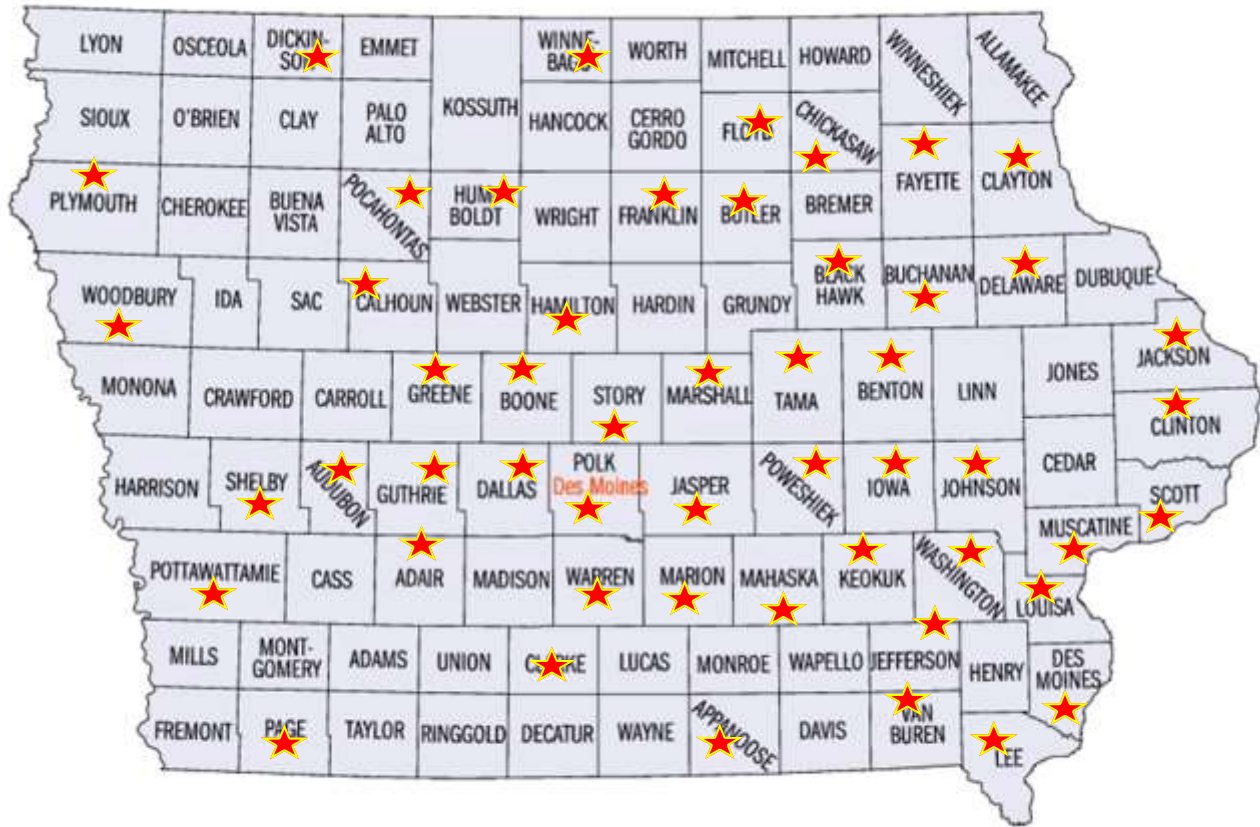 LYON
OSCEOLA
DICKIN-
SON
EMMET
WINNE-
BAGO
WORTH
MITCHELL
HOWARD
WINNESHIEK
ALLAMAKEE
SIOUX
O'BRIEN
CLAY
PALO
ALTO
KOSSUTH
HANCOCK
CERRO
GORDO
FLOYD
CHICKASAW
FAYETTE
CLAYTON
PLYMOUTH
CHEROKEE
BUENA
VISTA
POCAHONTAS
HUM
BOLDT
WRIGHT
FRANKLIN
BUTLER
BREMER
WOODBURY
IDA
SAC
CALHOUN
WEBSTER
HAMILTON
HARDIN
GRUNDY
BLACK
HAWK
BUCHANAN
DELAWARE
DUBUQUE
MONONA
CRAWFORD
CARROLL
GREENE
BOONE
STORY
MARSHALL
TAMA
BENTON
LINN
JONES
JACKSON
CLINTON
HARRISON
SHELBY
AUDUBON
GUTHRIE
DALLAS
POLK
Des Moines
JASPER
POWESHIEK
IOWA
JOHNSON
CEDAR
SCOTT
MUSCATINE
POTTAWATTAMIE
CASS
ADAIR
MADISON
WARREN
MARION
MAHASKA
KEOKUK
WASHINGTON
LOUISA
MILLS
MONT-
GOMERY
ADAMS
UNION
CLARKE
LUCAS
MONROE
WAPELLO
JEFFERSON
HENRY
DES
MOINES
FREMONT
PAGE
TAYLOR
RINGGOLD
DECATUR
WAYNE
APPANOOSE
DAVIS
VAN
BUREN
LEE